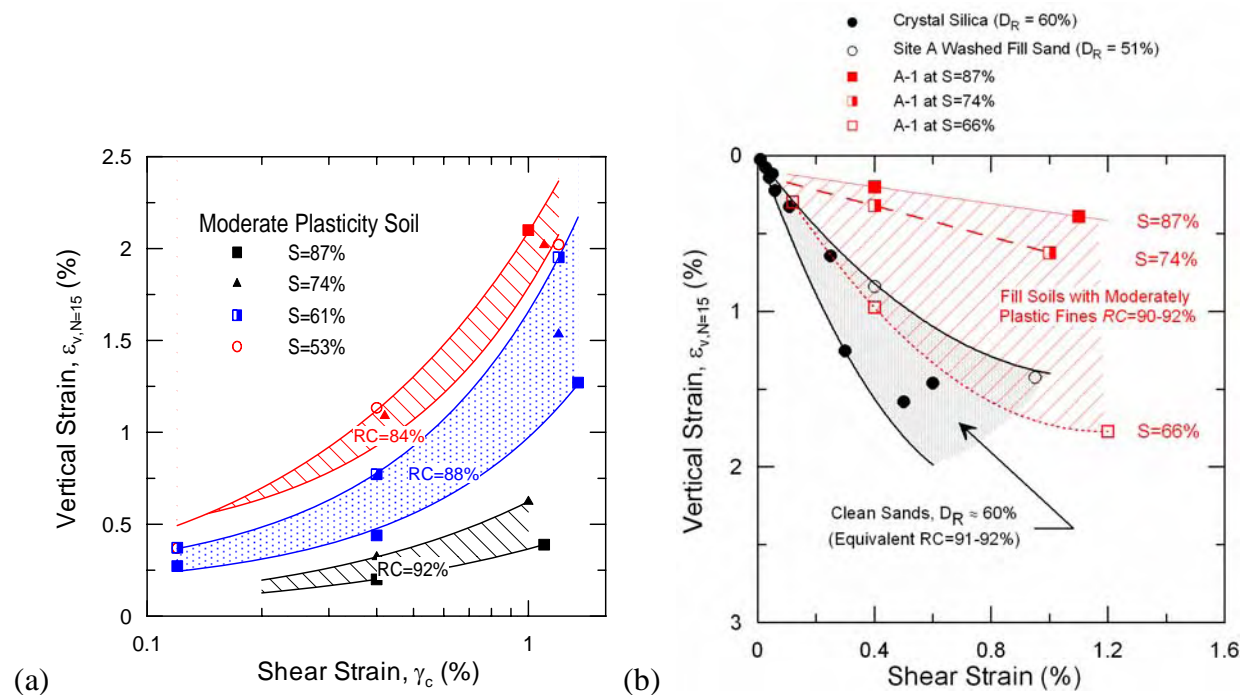 2.5
2
1.5
1
0.5
0
0.1
1
Vertical Strain, εv,N=15 (%)
Shear Strain, γc (%)
Moderate Plasticity Soil
S=87%
S=74%
S=61%
S=53%
RC=84%
RC=88%
RC=92%
(a)
Crystal Silica (DR = 60%)
Site A Washed Fill Sand (DR = 51%)
A-1 at S=87%
A-1 at S=74%
A-1 at S=66%
0
1
2
3
Vertical Strain, εv,N=15 (%)
S=87%
S=74%
Fill Soils with Moderately
Plastic Fines RC=90-92%
S=66%
Clean Sands, DR ≈ 60%
(Equivalent RC=91-92%)
0
0.4
0.8
1.2
1.6
Shear Strain (%)
(b)